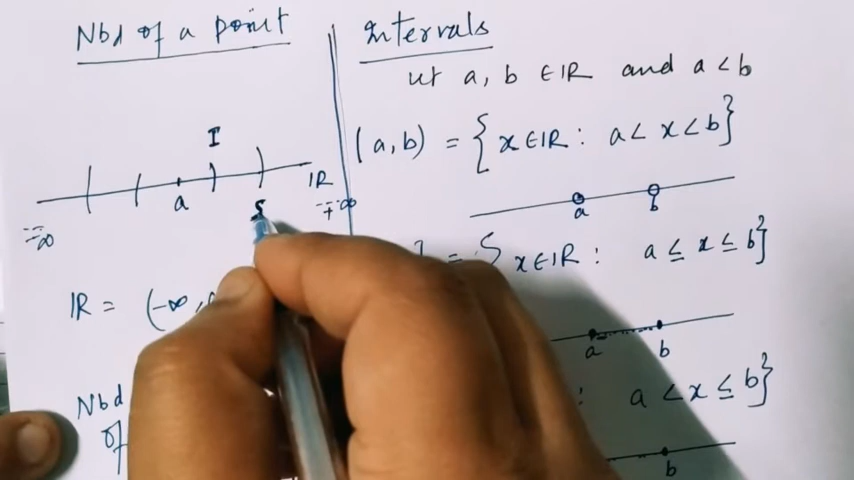 Nbd of a point
I
a
S
IR
-∞
+∞
IR = (-∞,
Nbd
of
Intervals
Let a, b ∈ IR and a < b
(a, b) = { x ∈ IR : a < x < b }
a b
] = { x ∈ IR : a ≤ x ≤ b }
a b
: a < x ≤ b }
b